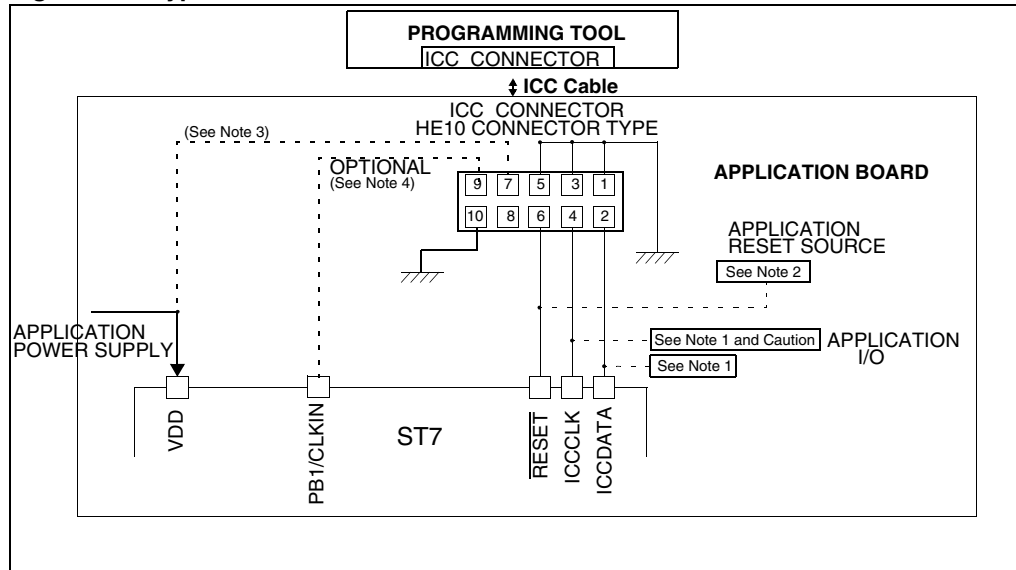 PROGRAMMING TOOL
ICC CONNECTOR
ICC Cable
ICC CONNECTOR
HE10 CONNECTOR TYPE
(See Note 3)
OPTIONAL
(See Note 4)
9 7 5 3 1
10 8 6 4 2
APPLICATION BOARD
APPLICATION
RESET SOURCE
See Note 2
APPLICATION
POWER SUPPLY
See Note 1 and Caution
See Note 1
APPLICATION
I/O
VDD
PB1/CLKIN
ST7
RESET
ICCCLK
ICCDATA